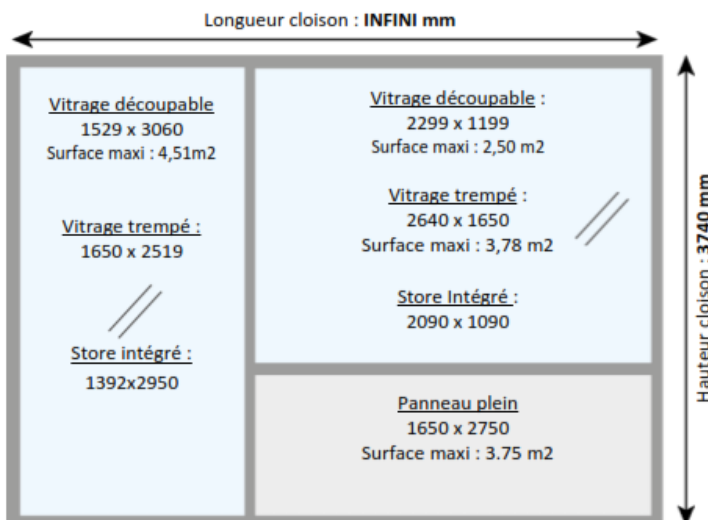 Longueur cloison : INFINI mm
Vitrage découpable
1529 x 3060
Surface maxi : 4,51m2
Vitrage trempé :
1650 x 2519
Store intégré :
1392x2950
Vitrage découpable :
2299 x 1199
Surface maxi : 2,50 m2
Vitrage trempé :
2640 x 1650
Surface maxi : 3,78 m2
Store Intégré :
2090 x 1090
Panneau plein
1650 x 2750
Surface maxi : 3.75 m2
Hauteur cloison : 3740 mm